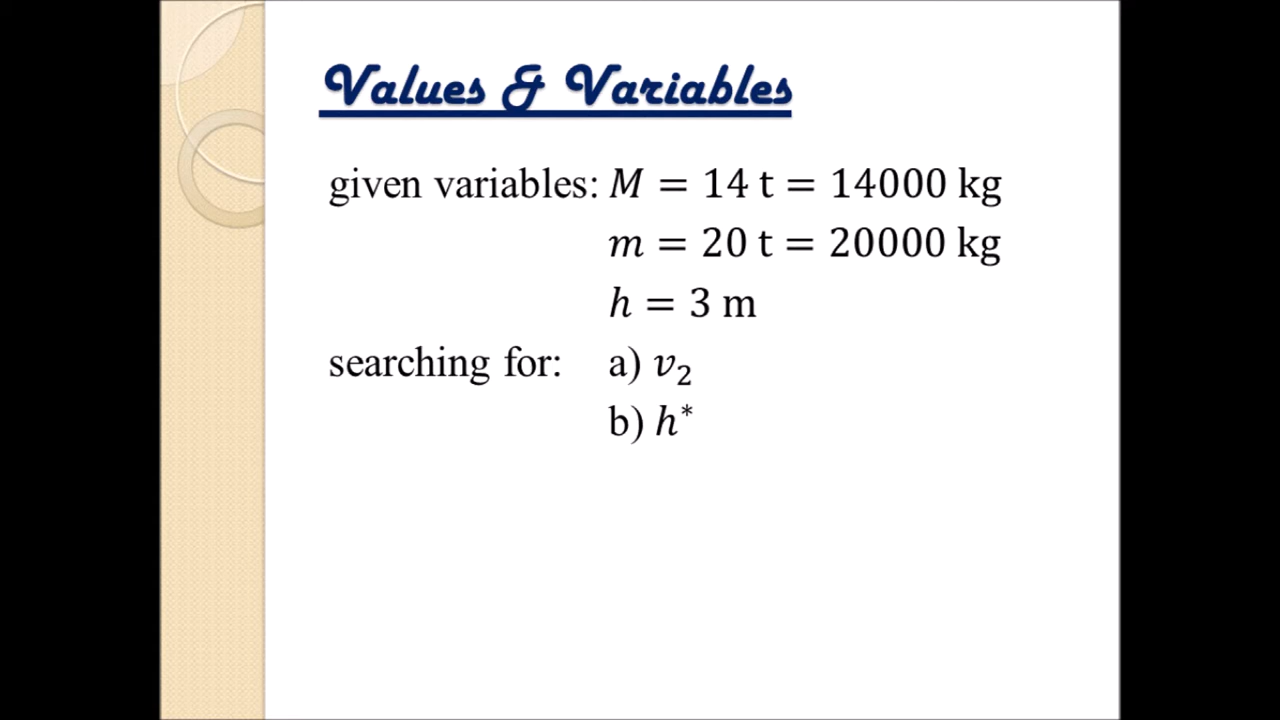 Values & Variables
given variables: M = 14 t = 14000 kg
m = 20 t = 20000 kg
h = 3 m
searching for: a) v₂
b) h*